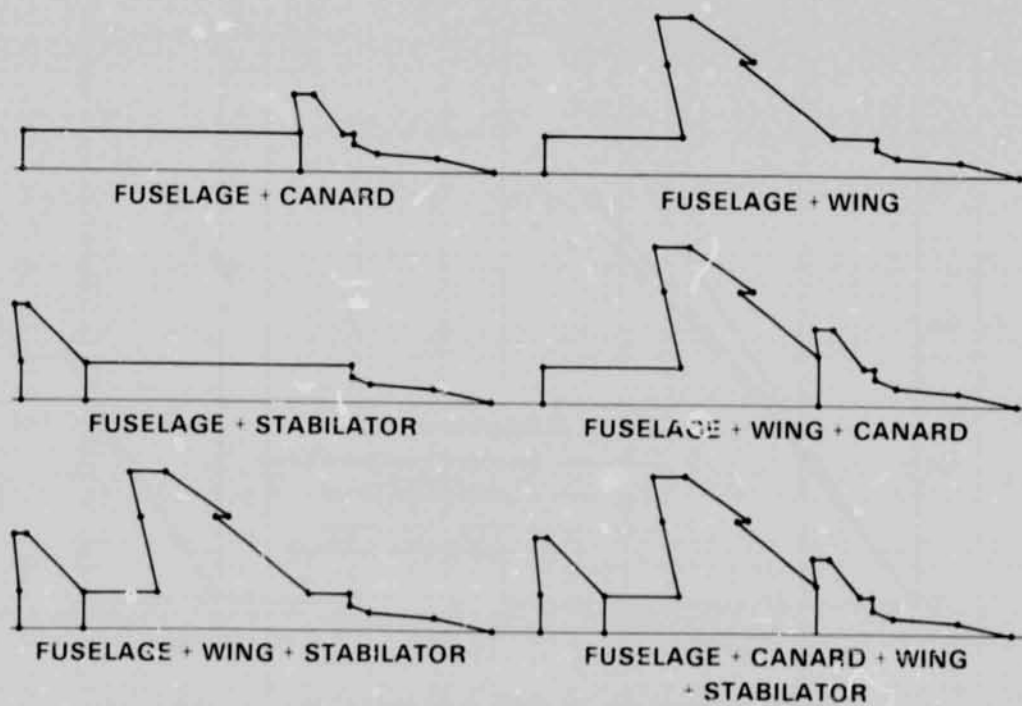 FUSELAGE + CANARD
FUSELAGE + WING
FUSELAGE + STABILATOR
FUSELAGE + WING + CANARD
FUSELAGE + WING + STABILATOR
FUSELAGE + CANARD + WING
+ STABILATOR